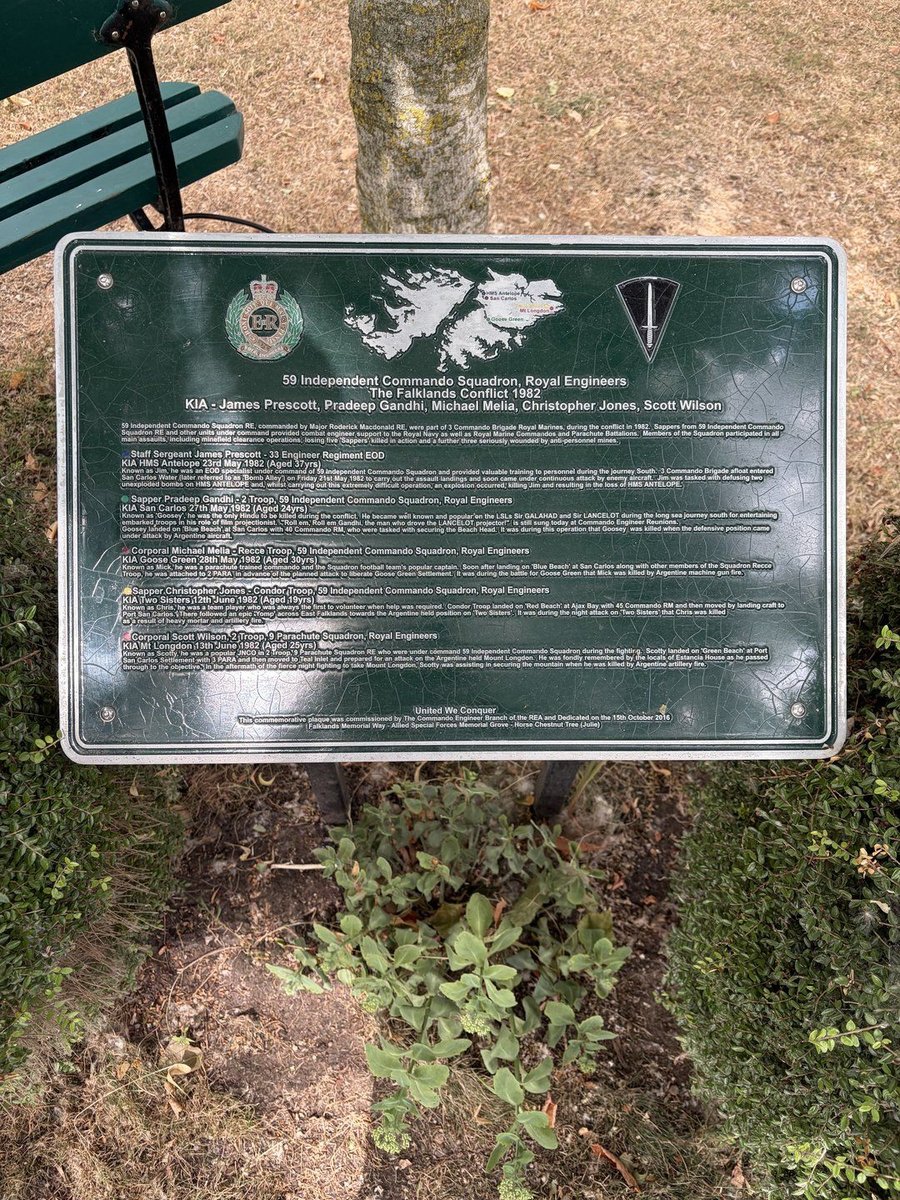 HMS Antelope
San Carlos
Mt Longdon
Goose Green
59 Independent Commando Squadron, Royal Engineers
The Falklands Conflict 1982
KIA - James Prescott, Pradeep Gandhi, Michael Melia, Christopher Jones, Scott Wilson
59 Independent Commando Squadron RE, commanded by Major Roderick Macdonald RE, were part of 3 Commando Brigade Royal Marines, during the conflict in 1982. Sappers from 59 Independent Commando
Squadron RE and other units under command provided combat engineer support to the Royal Navy as well as Royal Marine Commandos and Parachute Battalions. Members of the Squadron participated in all
main assaults, including minefield clearance operations; losing five 'Sappers' killed in action and a further three seriously wounded by anti-personnel mines.
Staff Sergeant James Prescott - 33 Engineer Regiment EOD
KIA HMS Antelope 23rd May 1982 (Aged 37yrs)
Known as Jim, he was an EOD specialist under command of 59 Independent Commando Squadron and provided valuable training to personnel during the journey South. 3 Commando Brigade afloat entered
San Carlos Water (later referred to as 'Bomb Alley') on Friday 21st May 1982 to carry out the assault landings and soon came under continuous attack by enemy aircraft. Jim was tasked with defusing two
unexploded bombs on HMS ANTELOPE and, whilst carrying out this extremely difficult operation, an explosion occurred; killing Jim and resulting in the loss of HMS ANTELOPE.
Sapper Pradeep Gandhi - 2 Troop, 59 Independent Commando Squadron, Royal Engineers
KIA San Carlos 27th May 1982 (Aged 24yrs)
Known as 'Goosey', he was the only Hindu to be killed during the conflict. He became well known and popular on the LSLs Sir GALAHAD and Sir LANCELOT during the long sea journey south for entertaining
embarked troops in his role of film projectionist. "Roll em, Roll em Gandhi, the man who drove the LANCELOT projector!" is still sung today at Commando Engineer Reunions.
Goosey landed on 'Blue Beach', at San Carlos with 40 Commando RM, who were tasked with securing the Beach Head. It was during this operation that Goosey was killed when the defensive position came
under attack by Argentine aircraft.
Corporal Michael Melia - Recce Troop, 59 Independent Commando Squadron, Royal Engineers
KIA Goose Green 28th May 1982 (Aged 30yrs)
Known as Mick, he was a parachute trained commando and the Squadron football team's popular captain. Soon after landing on 'Blue Beach' at San Carlos along with other members of the Squadron Recce
Troop, he was attached to 2 PARA in advance of the planned attack to liberate Goose Green Settlement. It was during the battle for Goose Green that Mick was killed by Argentine machine gun fire.
Sapper Christopher Jones - Condor Troop, 59 Independent Commando Squadron, Royal Engineers
KIA Two Sisters 12th June 1982 (Aged 19yrs)
Known as Chris, he was a team player who was always the first to volunteer when help was required. Condor Troop landed on 'Red Beach' at Ajax Bay with 45 Commando RM and then moved by landing craft to
Port San Carlos. There followed an epic 'Yomp' across East Falklands towards the Argentine held position on 'Two Sisters'. It was during the night attack on 'Two Sisters' that Chris was killed
as a result of heavy mortar and artillery fire.
Corporal Scott Wilson, 2 Troop, 9 Parachute Squadron, Royal Engineers
KIA Mt Longdon 13th June 1982 (Aged 25yrs)
Known as Scotty, he was a popular JNCO in 2 Troop, 9 Parachute Squadron RE who were under command 59 Independent Commando Squadron during the fighting. Scotty landed on 'Green Beach' at Port
San Carlos Settlement with 3 PARA and then moved to Teal Inlet and prepared for an attack on the Argentine held Mount Longdon. He was fondly remembered by the locals of Estancia House as he passed
through to the objective. In the aftermath of the fierce night fighting to take Mount Longdon, Scotty was assisting in securing the mountain when he was killed by Argentine artillery fire.
United We Conquer
This commemorative plaque was commissioned by The Commando Engineer Branch of the REA and Dedicated on the 15th October 2016
Falklands Memorial Way - Allied Special Forces Memorial Grove - Horse Chestnut Tree (Julie)